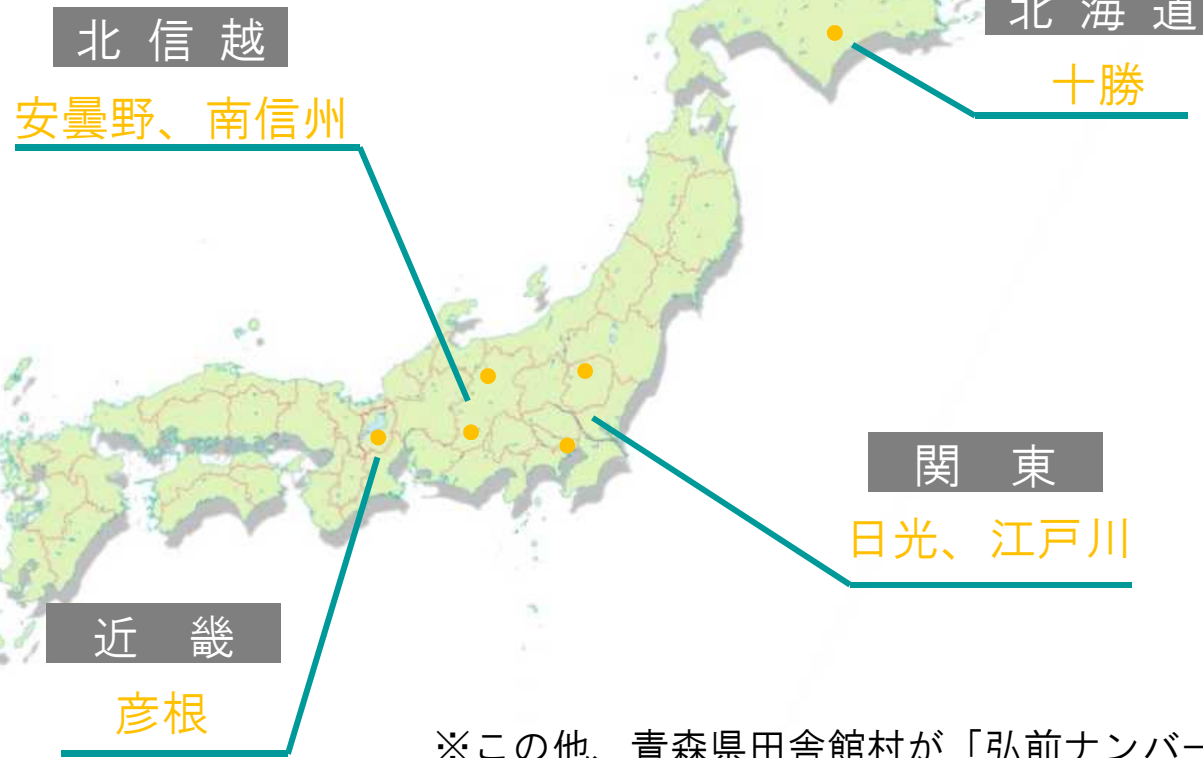 北信越
安曇野、南信州
北海道
十勝
関東
日光、江戸川
近畿
彦根
※この他、青森県田舎館村が「弘前ナンバー